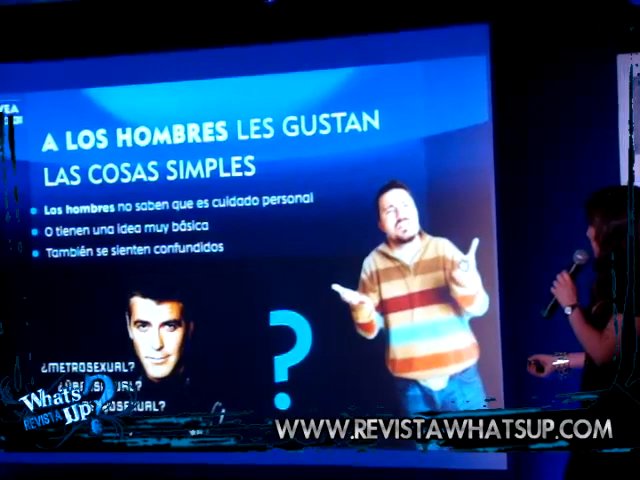 VEA
A LOS HOMBRES LES GUSTAN
LAS COSAS SIMPLES
Los hombres no saben que es cuidado personal
O tienen una idea muy básica
También se sienten confundidos
?
¿METROSEXUAL?
What's
REVISTA Up?
WWW.REVISTAWHATSUP.COM